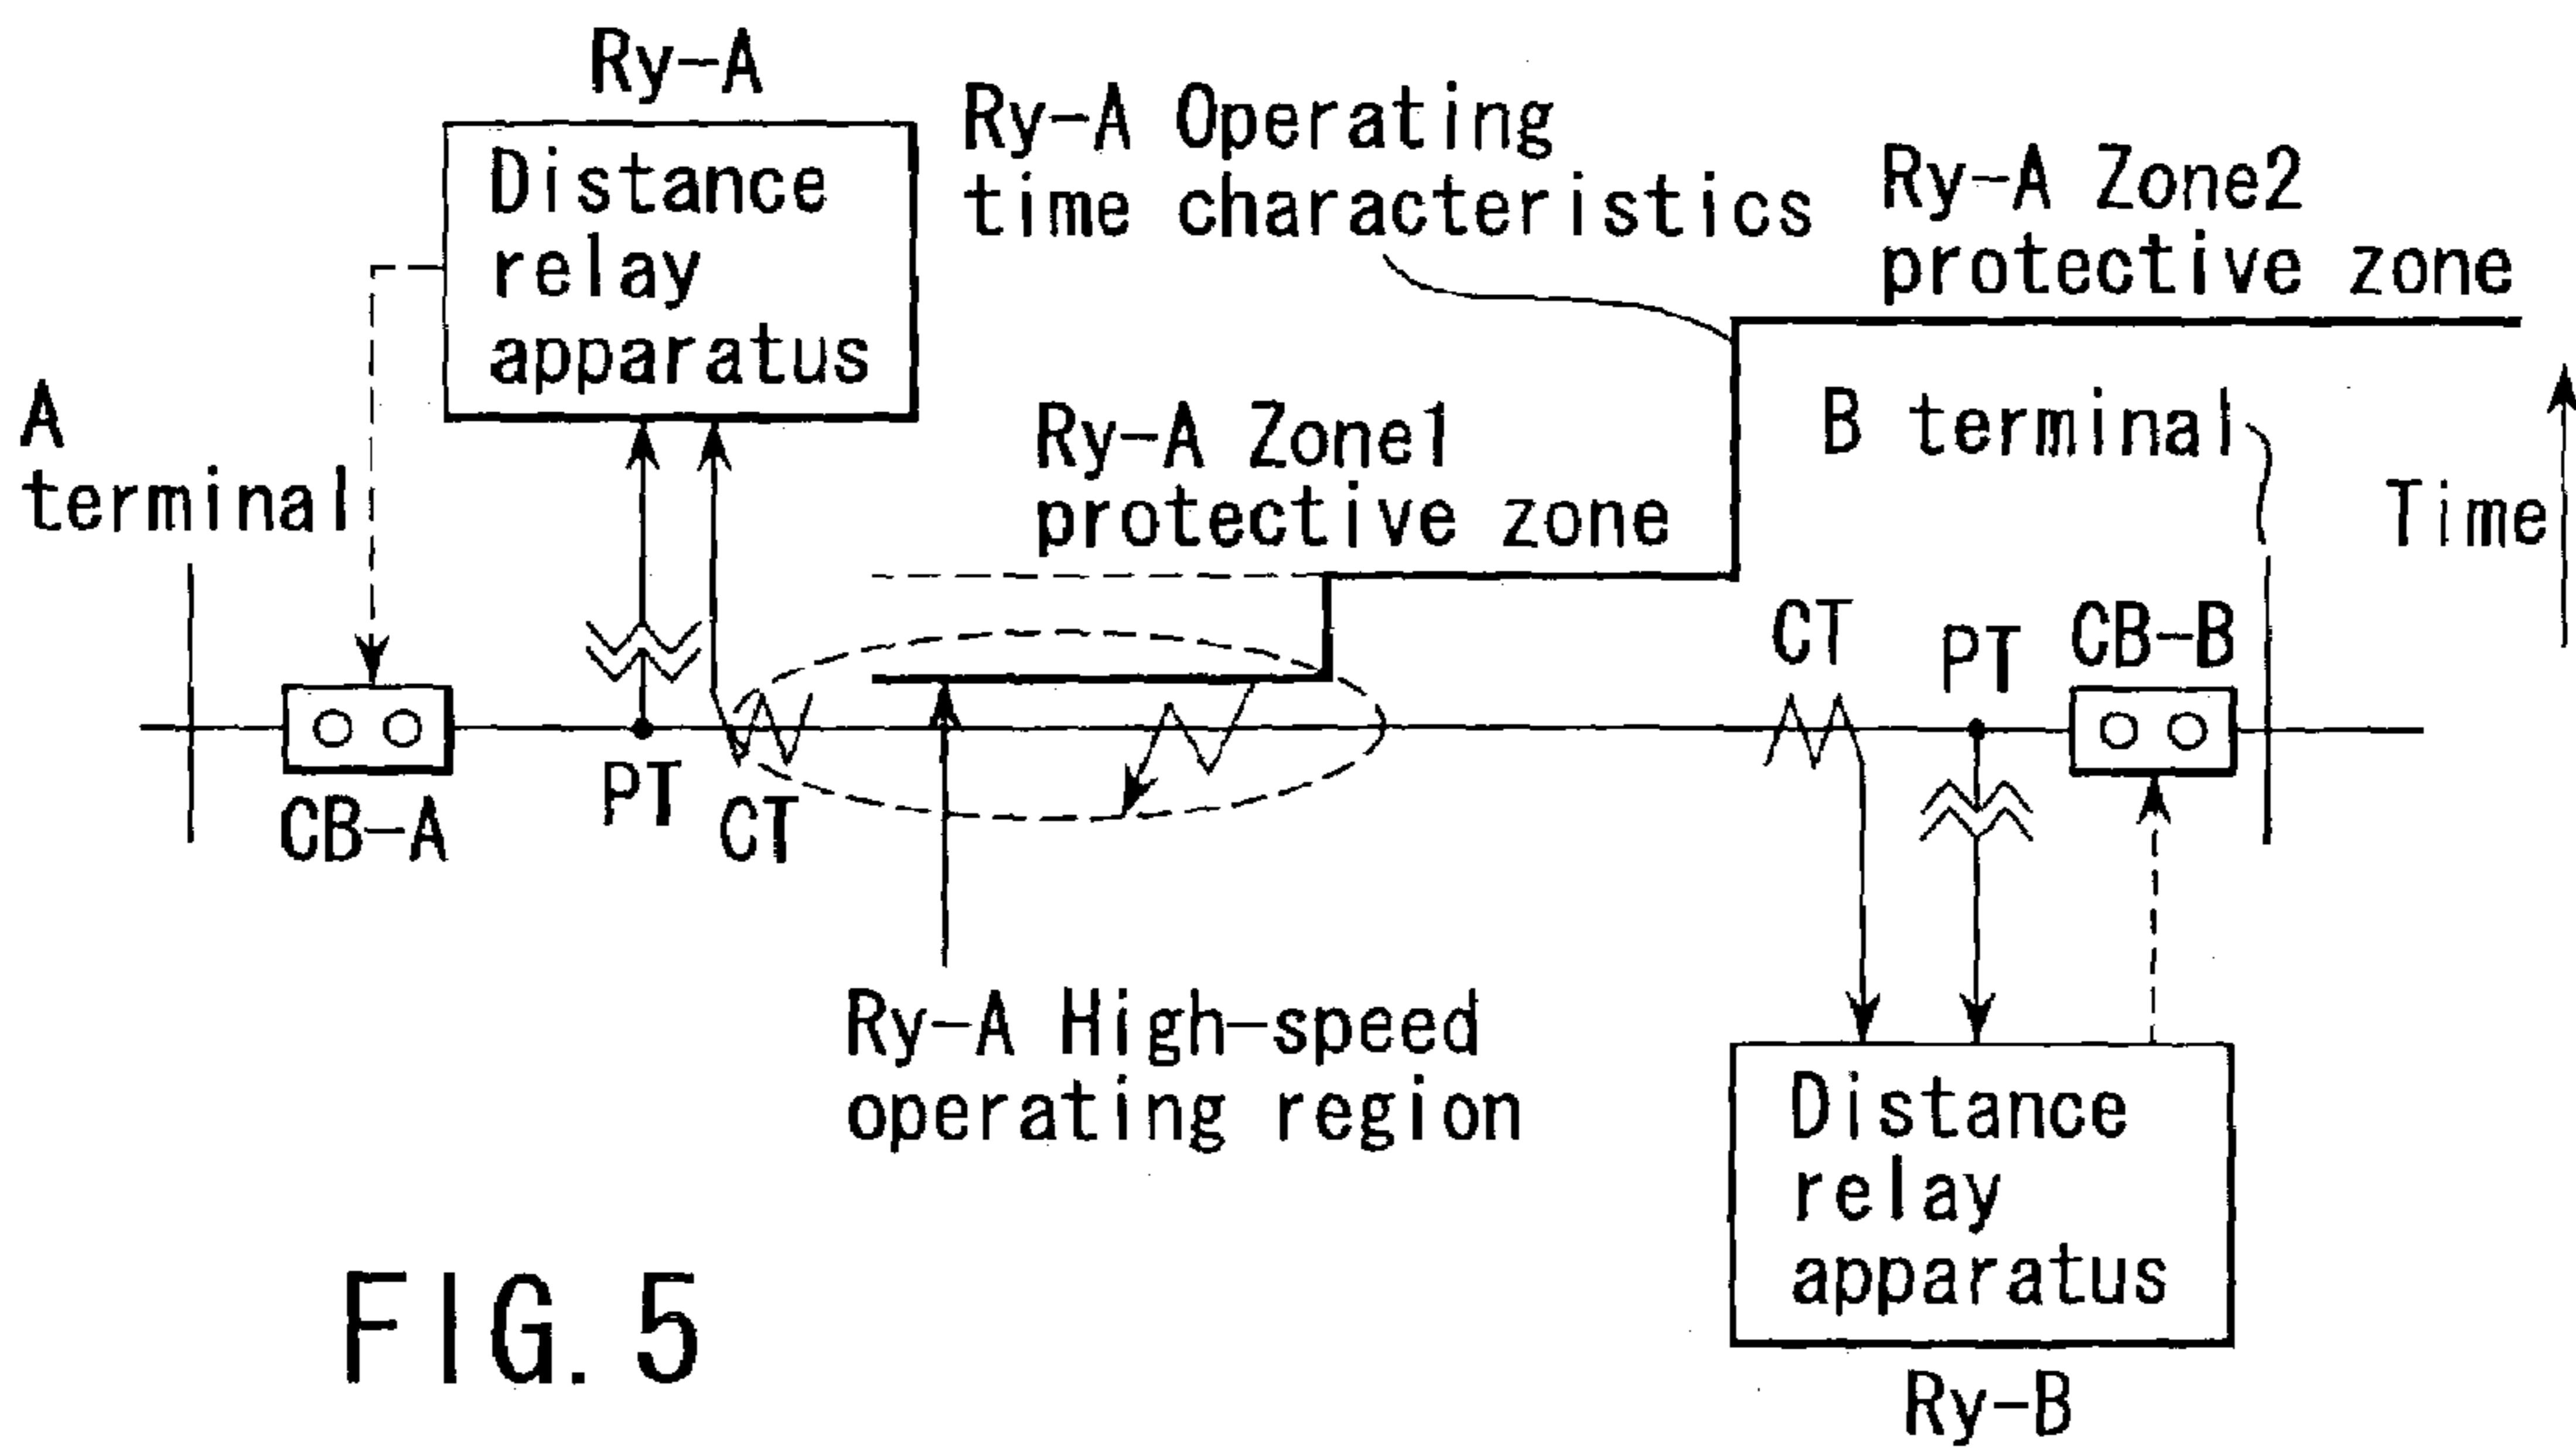 Ry-A
Distance
relay
apparatus
Ry-A Operating
time characteristics
Ry-A Zone2
protective zone
A
terminal
Ry-A Zone1
protective zone
B terminal
Time
CT
PT
CB-B
CB-A
PT
CT
Ry-A High-speed
operating region
Distance
relay
apparatus
Ry-B
FIG. 5